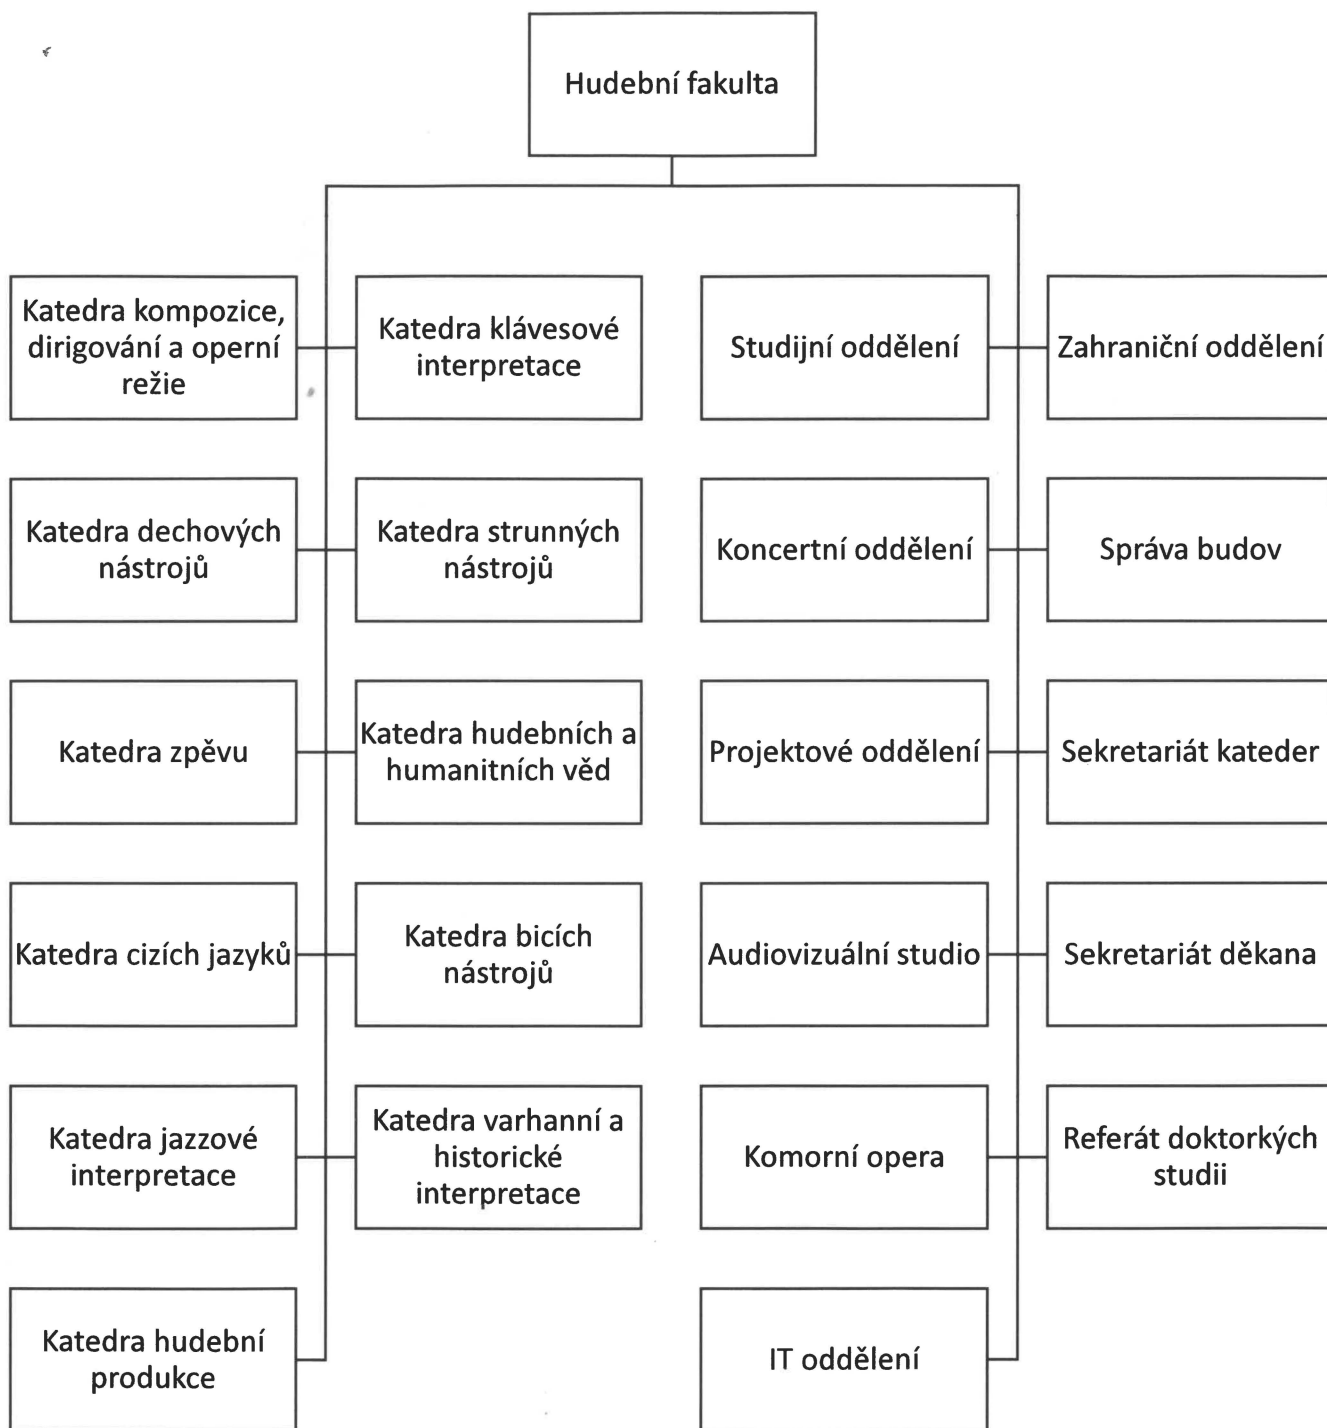 Hudební fakulta
Katedra kompozice,
dirigování a operní
režie
Katedra klávesové
interpretace
Studijní oddělení
Zahraniční oddělení
Katedra dechových
nástrojů
Katedra strunných
nástrojů
Koncertní oddělení
Správa budov
Katedra zpěvu
Katedra hudebních a
humanitních věd
Projektové oddělení
Sekretariát kateder
Katedra cizích jazyků
Katedra bicích
nástrojů
Audiovizuální studio
Sekretariát děkana
Katedra jazzové
interpretace
Katedra varhanní a
historické
interpretace
Komorní opera
Referát doktorkých
studii
Katedra hudební
produkce
IT oddělení